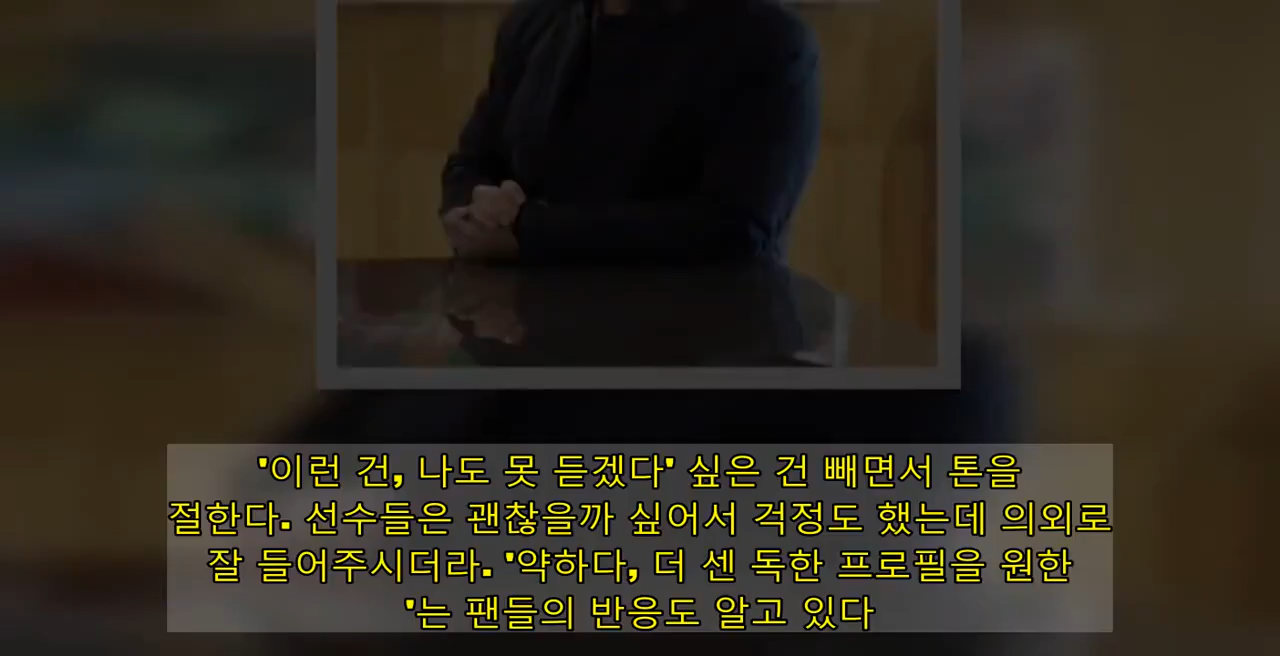 '이런 건, 나도 못 듣겠다' 싶은 건 빼면서 톤을
절한다. 선수들은 괜찮을까 싶어서 걱정도 했는데 의외로
잘 들어주시더라. '약하다, 더 센 독한 프로필을 원한
'는 팬들의 반응도 알고 있다